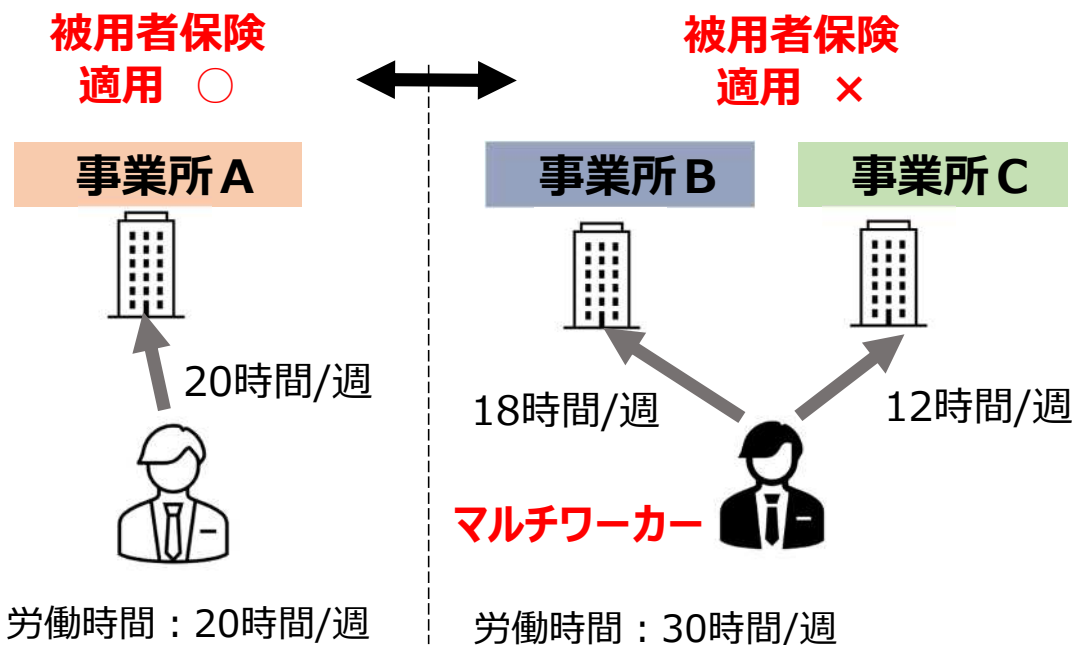 被用者保険
適用 ○
被用者保険
適用 ×
事業所A
事業所B
事業所C
20時間/週
18時間/週
12時間/週
マルチワーカー
労働時間：20時間/週
労働時間：30時間/週